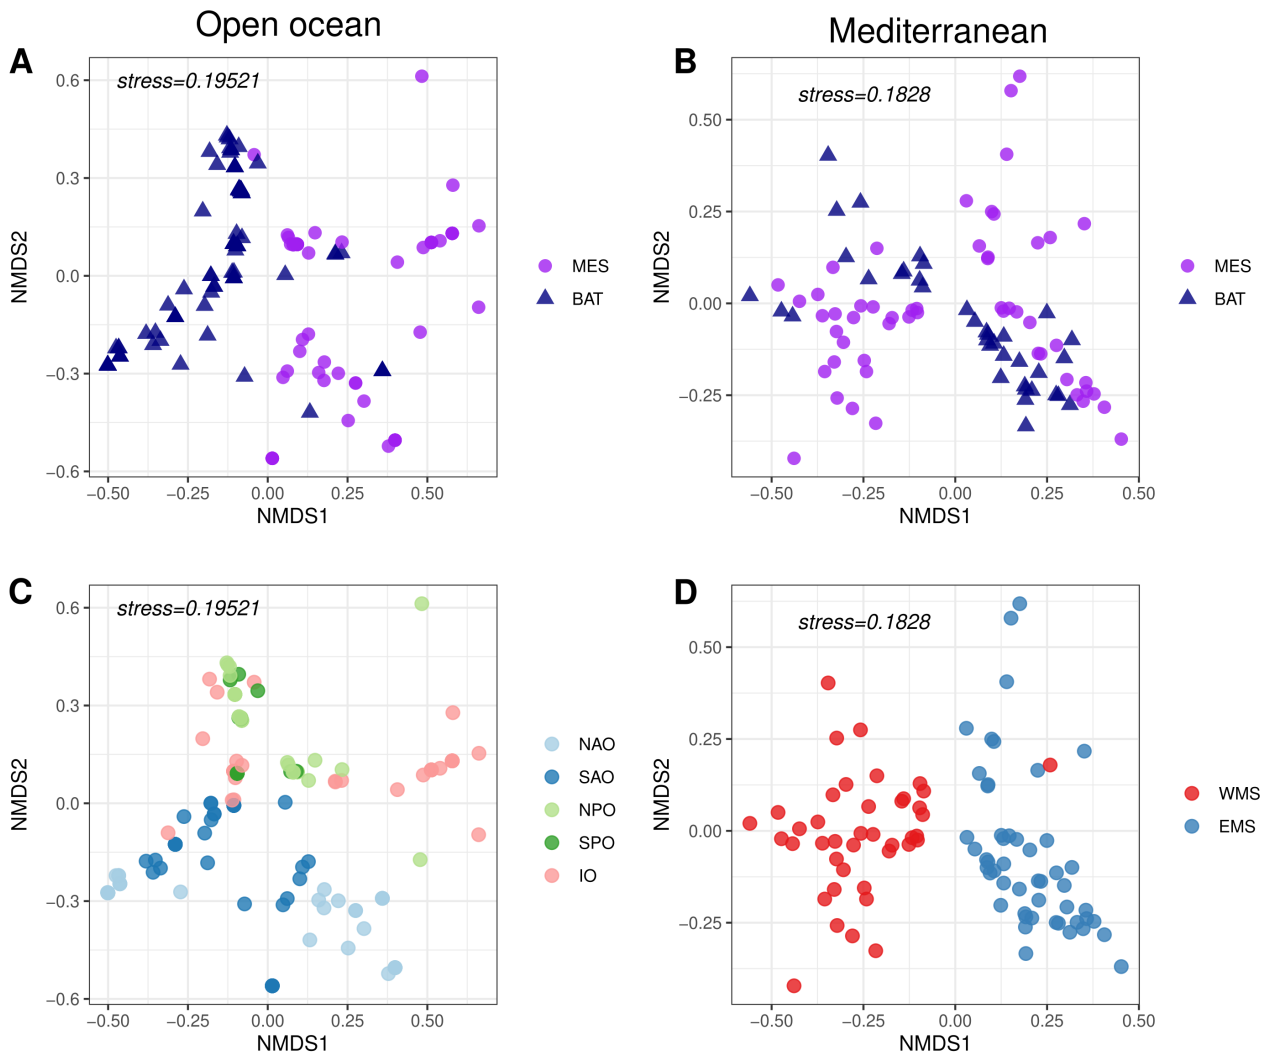 Open ocean
Mediterranean
A
stress=0.19521
0.6
0.3
0.0
−0.3
−0.6
NMDS2
−0.50 −0.25 0.00 0.25 0.50
NMDS1
MES
BAT
B
stress=0.1828
0.50
0.25
0.00
−0.25
NMDS2
−0.50 −0.25 0.00 0.25 0.50
NMDS1
MES
BAT
C
stress=0.19521
0.6
0.3
0.0
−0.3
−0.6
NMDS2
−0.50 −0.25 0.00 0.25 0.50
NMDS1
NAO
SAO
NPO
SPO
IO
D
stress=0.1828
0.50
0.25
0.00
−0.25
NMDS2
−0.50 −0.25 0.00 0.25 0.50
NMDS1
WMS
EMS